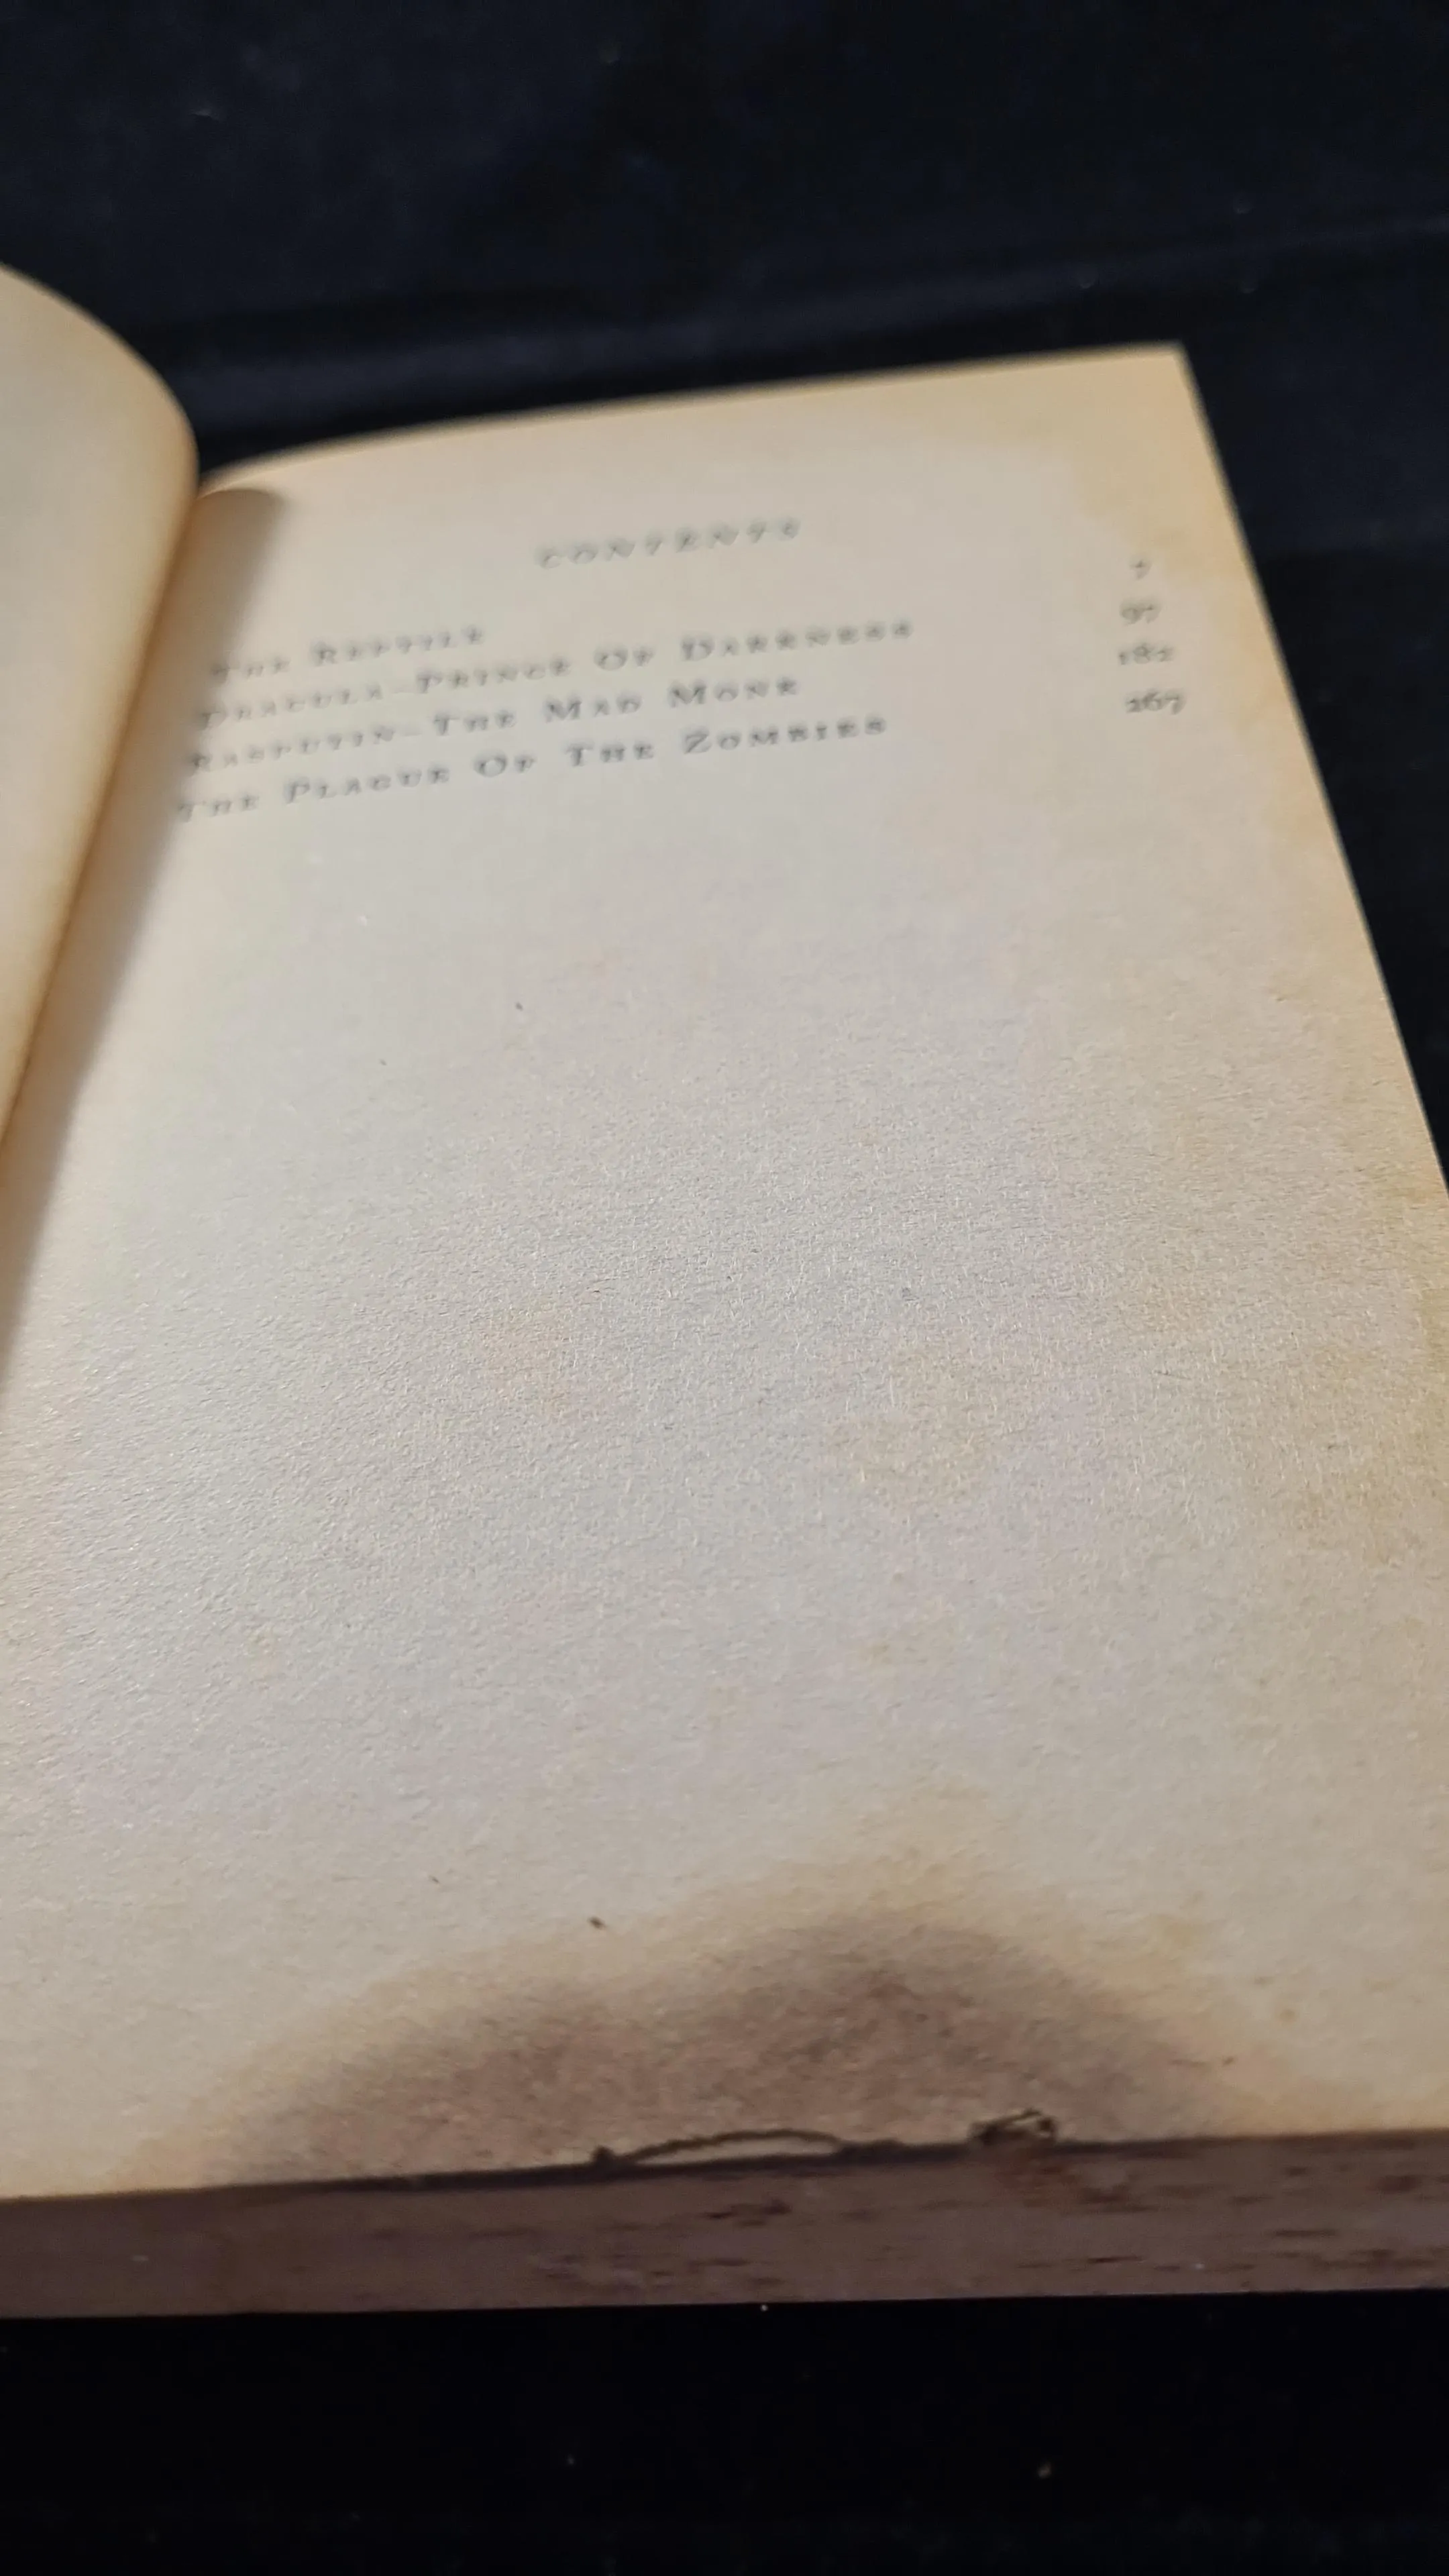 CONTENTS
THE REPTILE 7
DRACULA—PRINCE OF DARKNESS 97
RASPUTIN—THE MAD MONK 182
THE PLAGUE OF THE ZOMBIES 267